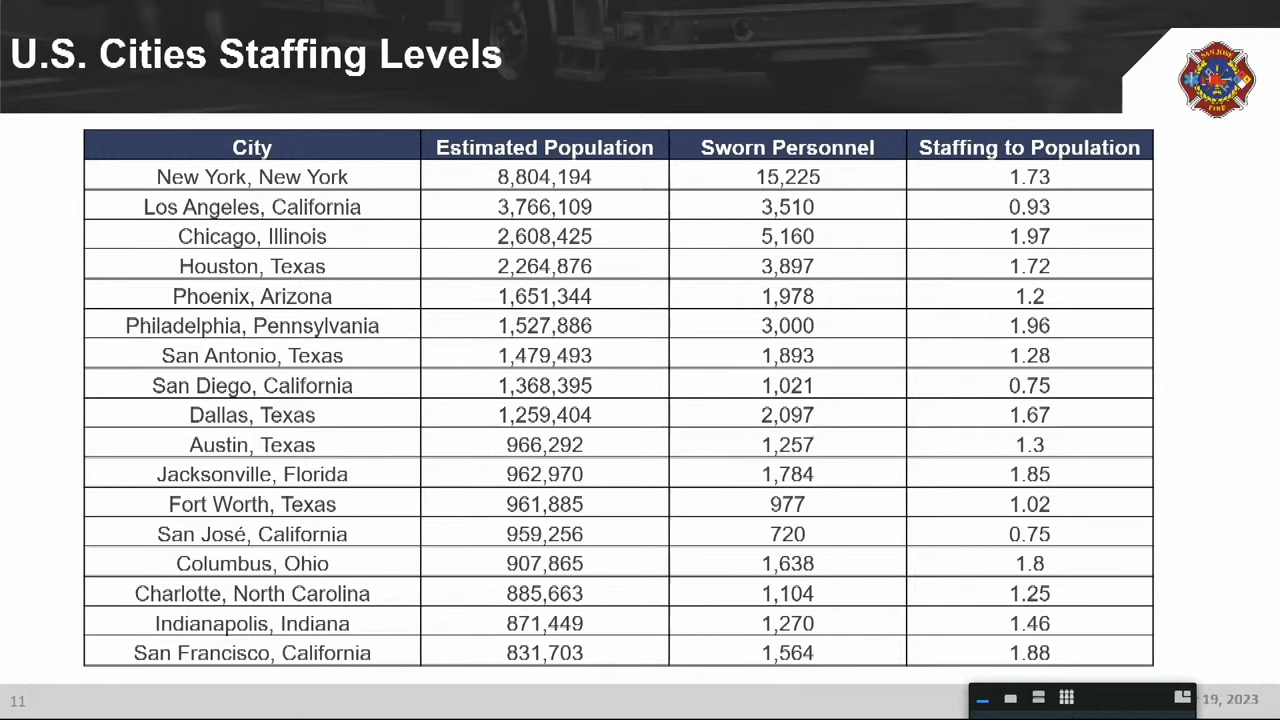 U.S. Cities Staffing Levels
SAN JOSE
FIRE
City Estimated Population Sworn Personnel Staffing to Population
New York, New York 8,804,194 15,225 1.73
Los Angeles, California 3,766,109 3,510 0.93
Chicago, Illinois 2,608,425 5,160 1.97
Houston, Texas 2,264,876 3,897 1.72
Phoenix, Arizona 1,651,344 1,978 1.2
Philadelphia, Pennsylvania 1,527,886 3,000 1.96
San Antonio, Texas 1,479,493 1,893 1.28
San Diego, California 1,368,395 1,021 0.75
Dallas, Texas 1,259,404 2,097 1.67
Austin, Texas 966,292 1,257 1.3
Jacksonville, Florida 962,970 1,784 1.85
Fort Worth, Texas 961,885 977 1.02
San José, California 959,256 720 0.75
Columbus, Ohio 907,865 1,638 1.8
Charlotte, North Carolina 885,663 1,104 1.25
Indianapolis, Indiana 871,449 1,270 1.46
San Francisco, California 831,703 1,564 1.88
11 19, 2023